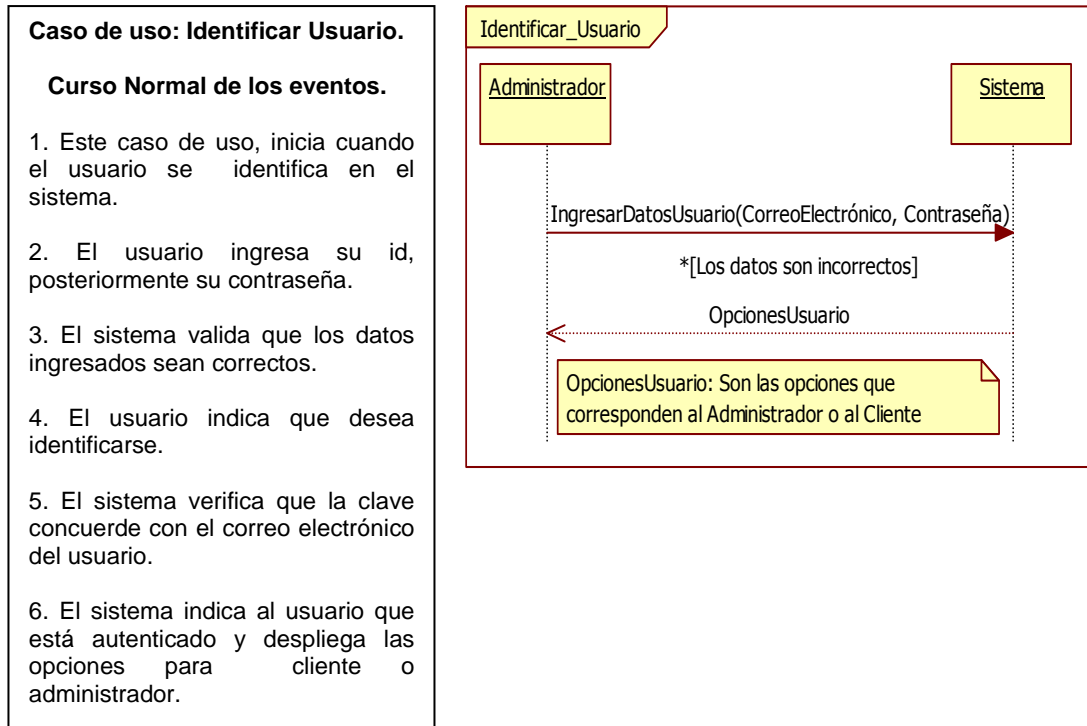 Caso de uso: Identificar Usuario.
Curso Normal de los eventos.
1. Este caso de uso, inicia cuando
el usuario se identifica en el
sistema.
2. El usuario ingresa su id,
posteriormente su contraseña.
3. El sistema valida que los datos
ingresados sean correctos.
4. El usuario indica que desea
identificarse.
5. El sistema verifica que la clave
concuerde con el correo electrónico
del usuario.
6. El sistema indica al usuario que
está autenticado y despliega las
opciones para cliente o
administrador.
Identificar_Usuario
Administrador
Sistema
IngresarDatosUsuario(CorreoElectrónico, Contraseña)
*[Los datos son incorrectos]
OpcionesUsuario
OpcionesUsuario: Son las opciones que
corresponden al Administrador o al Cliente